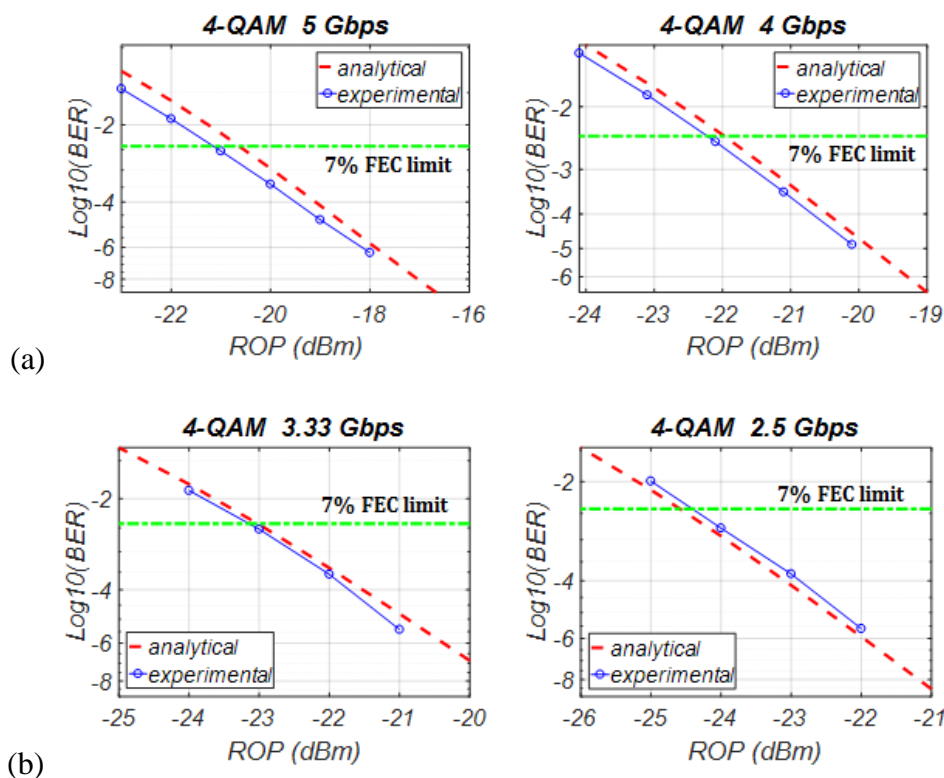 4-QAM 5 Gbps
analytical
experimental
7% FEC limit
Log10(BER)
-2
-4
-6
-8
-22 -20 -18 -16
ROP (dBm)
4-QAM 4 Gbps
analytical
experimental
7% FEC limit
Log10(BER)
-2
-3
-4
-5
-6
-24 -23 -22 -21 -20 -19
ROP (dBm)
(a)
4-QAM 3.33 Gbps
7% FEC limit
Log10(BER)
-2
-4
-6
-8
analytical
experimental
-25 -24 -23 -22 -21 -20
ROP (dBm)
4-QAM 2.5 Gbps
7% FEC limit
Log10(BER)
-2
-4
-6
-8
analytical
experimental
-26 -25 -24 -23 -22 -21
ROP (dBm)
(b)